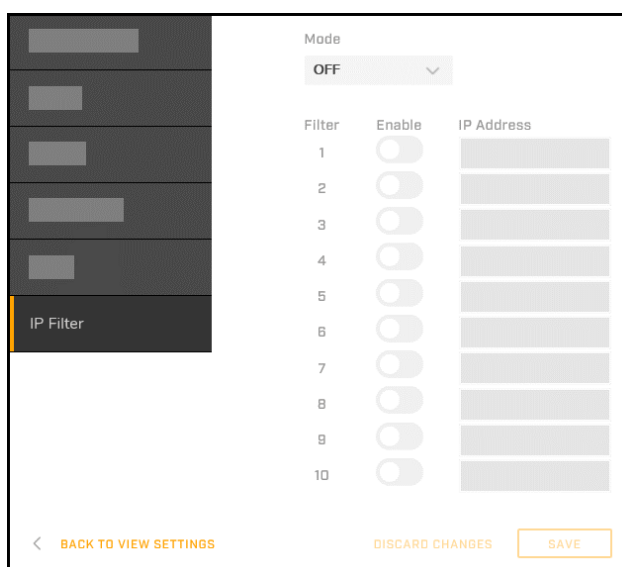 Mode
OFF
Filter Enable IP Address
1
2
3
4
5
6
7
8
9
10
IP Filter
BACK TO VIEW SETTINGS
DISCARD CHANGES SAVE